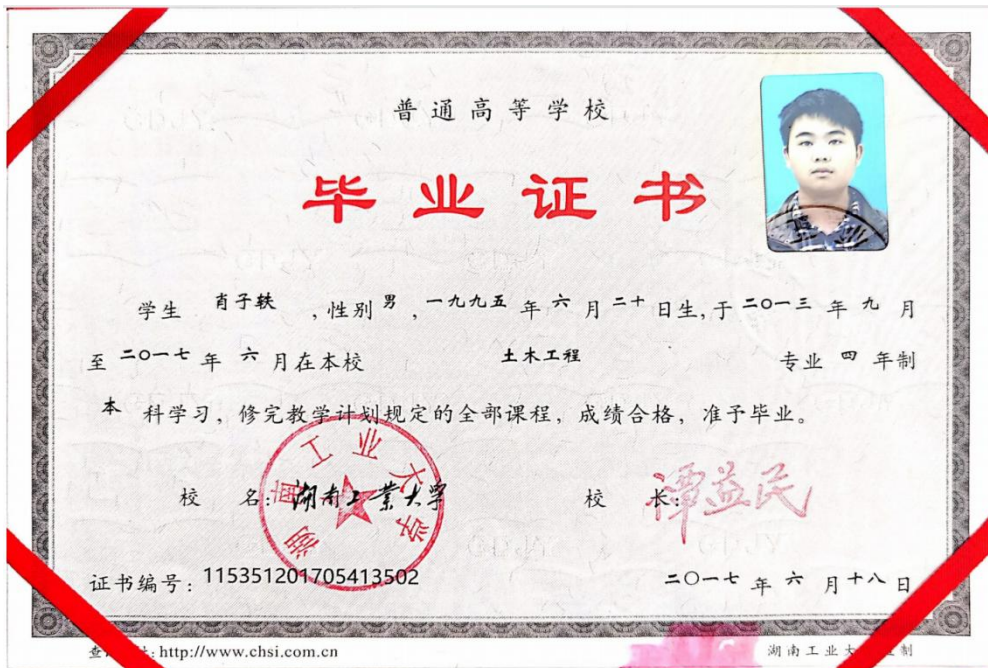 普通高等学校
毕业证书
学生 肖子轶 ,性别 男 , 一九九五 年 六 月 二十 日生,于 二〇一三 年 九 月
至 二〇一七 年 六 月在本校 土木工程 专业 四 年制
本 科学习，修完教学计划规定的全部课程，成绩合格，准予毕业。
校 名: 湖南工业大学 校 长: 谭益民
湖南工业大学
证书编号: 115351201705413502 二〇一七 年 六 月 十八 日
http://www.chsi.com.cn 湖南工业大 制